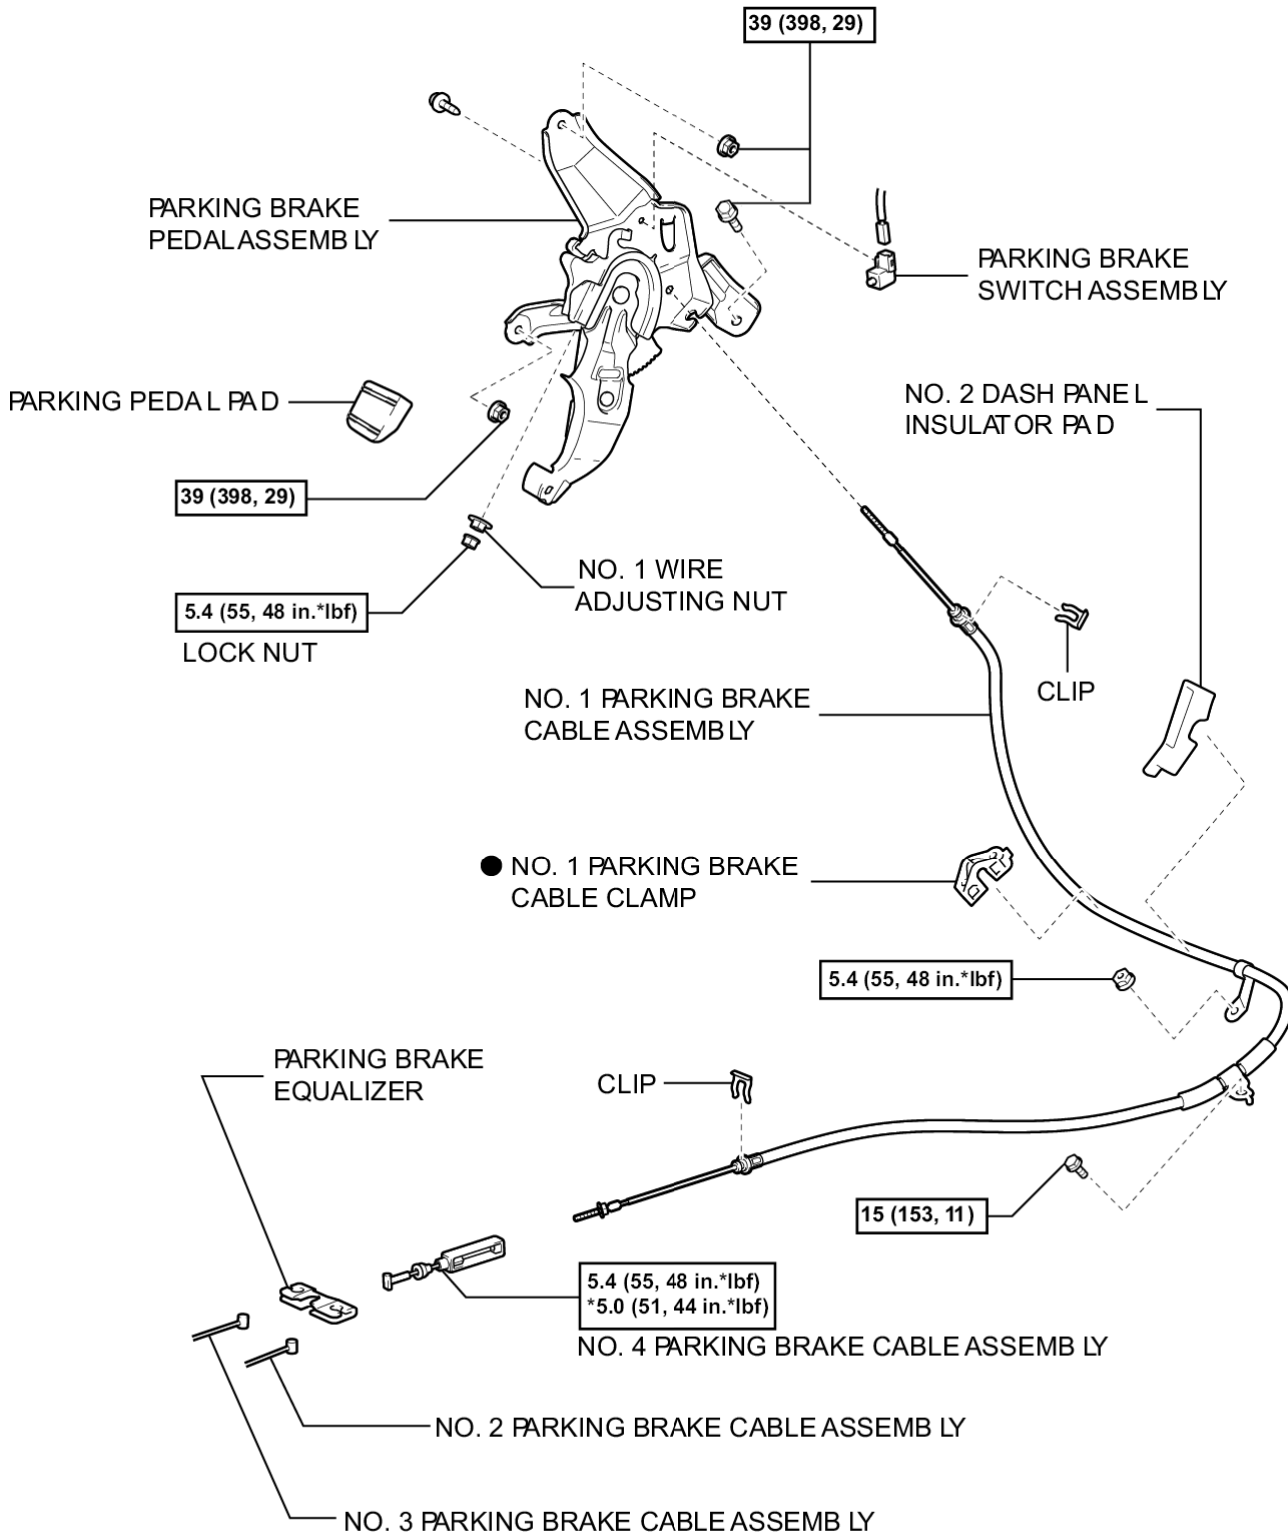 39 (398, 29)
PARKING BRAKE
PEDAL ASSEMBLY
PARKING BRAKE
SWITCH ASSEMBLY
PARKING PEDAL PAD
NO. 2 DASH PANEL
INSULATOR PAD
39 (398, 29)
NO. 1 WIRE
ADJUSTING NUT
5.4 (55, 48 in.*lbf)
LOCK NUT
CLIP
NO. 1 PARKING BRAKE
CABLE ASSEMBLY
● NO. 1 PARKING BRAKE
CABLE CLAMP
5.4 (55, 48 in.*lbf)
PARKING BRAKE
EQUALIZER
CLIP
15 (153, 11)
5.4 (55, 48 in.*lbf)
*5.0 (51, 44 in.*lbf)
NO. 4 PARKING BRAKE CABLE ASSEMBLY
NO. 2 PARKING BRAKE CABLE ASSEMBLY
NO. 3 PARKING BRAKE CABLE ASSEMBLY